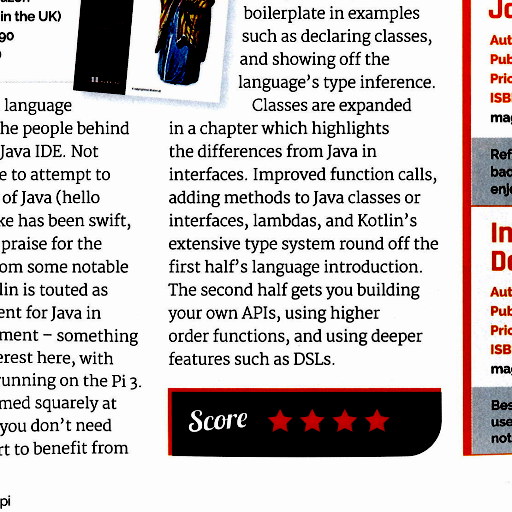 in the UK)
90
language
he people behind
Java IDE. Not
e to attempt to
of Java (hello
ke has been swift,
praise for the
om some notable
lin is touted as
ent for Java in
ment – something
erest here, with
unning on the Pi 3.
med squarely at
you don't need
rt to benefit from
pi
boilerplate in examples
such as declaring classes,
and showing off the
language's type inference.
Classes are expanded
in a chapter which highlights
the differences from Java in
interfaces. Improved function calls,
adding methods to Java classes or
interfaces, lambdas, and Kotlin's
extensive type system round off the
first half's language introduction.
The second half gets you building
your own APIs, using higher
order functions, and using deeper
features such as DSLs.
Score
Jo
Aut
Pub
Pric
ISB
mag
Ref
bac
enj
In
De
Aut
Pub
Pric
ISB
mag
Bes
use
not